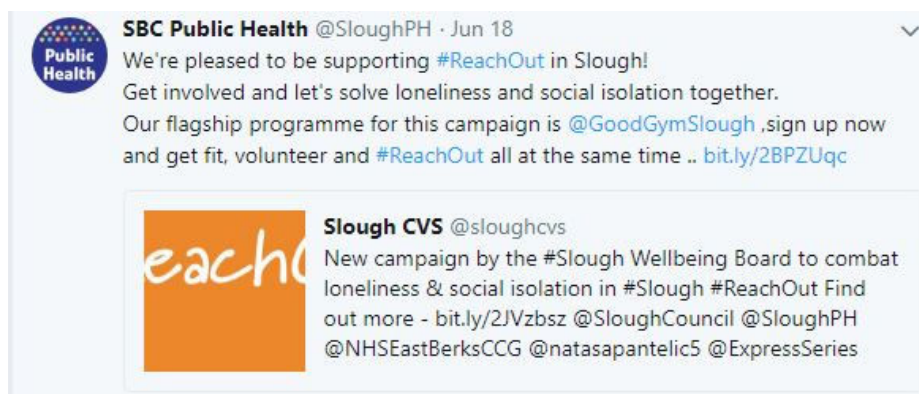 Public
Health
SBC Public Health @SloughPH · Jun 18
We're pleased to be supporting #ReachOut in Slough!
Get involved and let's solve loneliness and social isolation together.
Our flagship programme for this campaign is @GoodGymSlough ,sign up now
and get fit, volunteer and #ReachOut all at the same time .. bit.ly/2BPZUqc
eachO
Slough CVS @sloughcvs
New campaign by the #Slough Wellbeing Board to combat
loneliness & social isolation in #Slough #ReachOut Find
out more - bit.ly/2JVzbsz @SloughCouncil @SloughPH
@NHSEastBerksCCG @natasapantelic5 @ExpressSeries